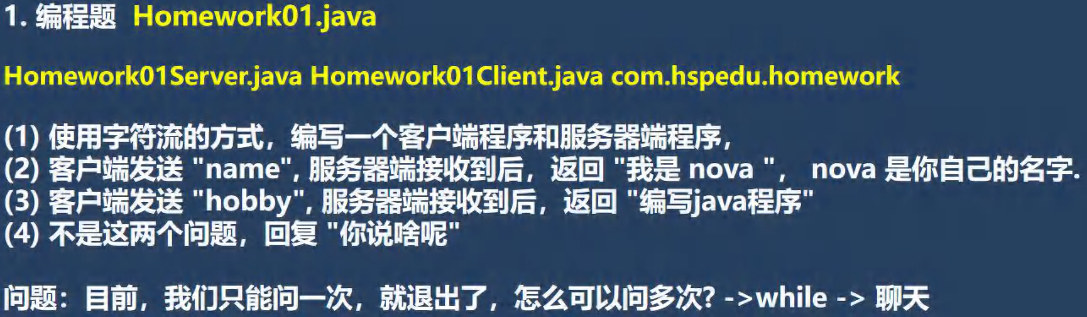 1. 编程题 Homework01.java
Homework01Server.java Homework01Client.java com.hspedu.homework
(1) 使用字符流的方式，编写一个客户端程序和服务器端程序，
(2) 客户端发送 "name", 服务器端接收到后，返回 "我是 nova ", nova 是你自己的名字.
(3) 客户端发送 "hobby", 服务器端接收到后，返回 "编写java程序"
(4) 不是这两个问题，回复 "你说啥呢"
问题：目前，我们只能问一次，就退出了，怎么可以问多次? ->while -> 聊天